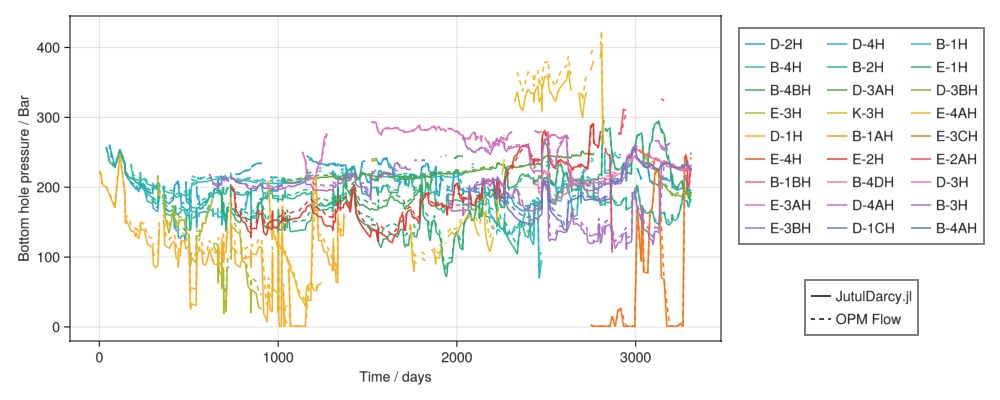 400
300
200
100
0
Bottom hole pressure / Bar
0 1000 2000 3000
Time / days
D-2H D-4H B-1H
B-4H B-2H E-1H
B-4BH D-3AH D-3BH
E-3H K-3H E-4AH
D-1H B-1AH E-3CH
E-4H E-2H E-2AH
B-1BH B-4DH D-3H
E-3AH D-4AH B-3H
E-3BH D-1CH B-4AH
JutulDarcy.jl
OPM Flow